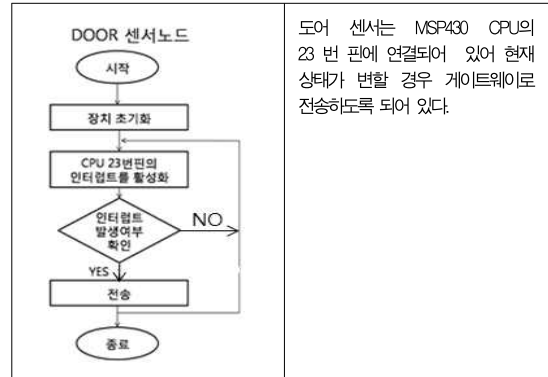 DOOR 센서노드
시작
장치 초기화
CPU 23번핀의
인터럽트를 활성화
인터럽트
발생여부
확인
NO
YES
전송
종료
도어 센서는 MSP430 CPU의
23 번 핀에 연결되어 있어 현재
상태가 변할 경우 게이트웨이로
전송하도록 되어 있다.